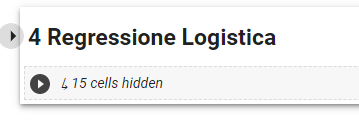 4 Regressione Logistica
↳ 15 cells hidden